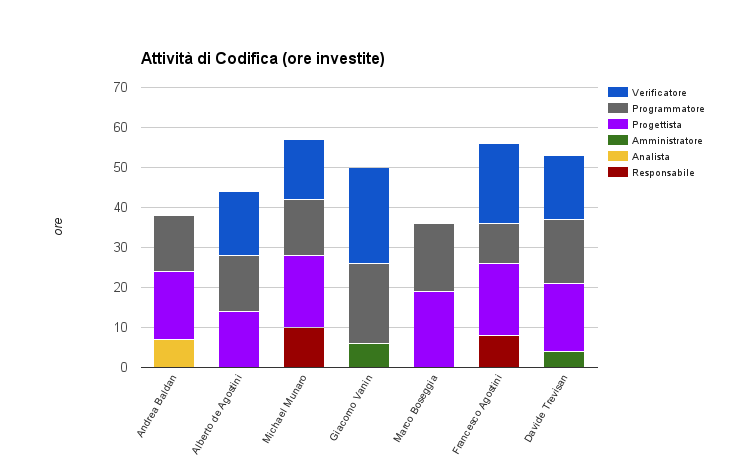 Attività di Codifica (ore investite)
70
60
50
40
30
20
10
0
ore
Verificatore
Programmatore
Progettista
Amministratore
Analista
Responsabile
Andrea Baldan
Alberto de Agostini
Michael Munaro
Giacomo Vanin
Marco Boseggia
Francesco Agostini
Davide Trevisan